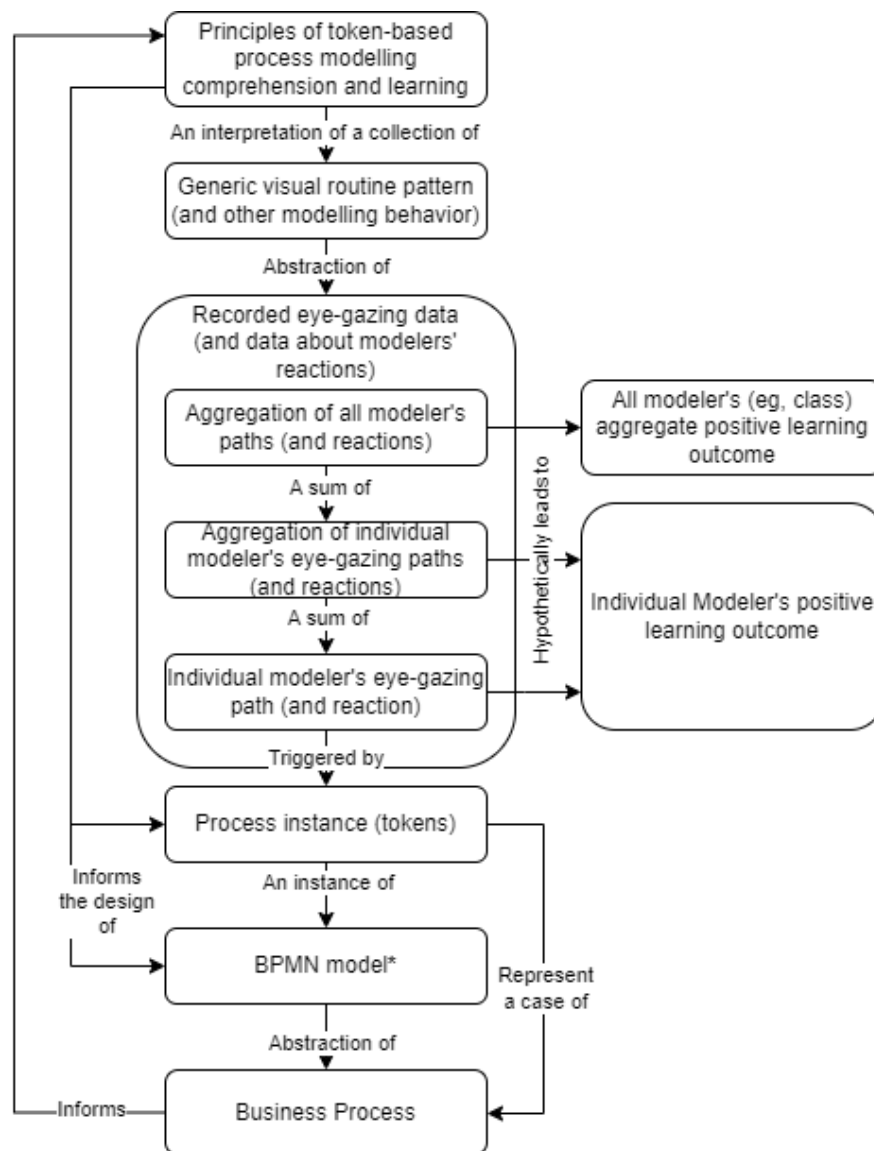 Principles of token-based
process modelling
comprehension and learning
An interpretation of a collection of
Generic visual routine pattern
(and other modelling behavior)
Abstraction of
Recorded eye-gazing data
(and data about modelers'
reactions)
Aggregation of all modeler's
paths (and reactions)
All modeler's (eg, class)
aggregate positive learning
outcome
A sum of
Hypothetically leads to
Aggregation of individual
modeler's eye-gazing paths
(and reactions)
Individual Modeler's positive
learning outcome
A sum of
Individual modeler's eye-gazing
path (and reaction)
Triggered by
Process instance (tokens)
Informs
the design
of
An instance of
BPMN model*
Represent
a case of
Abstraction of
Informs
Business Process